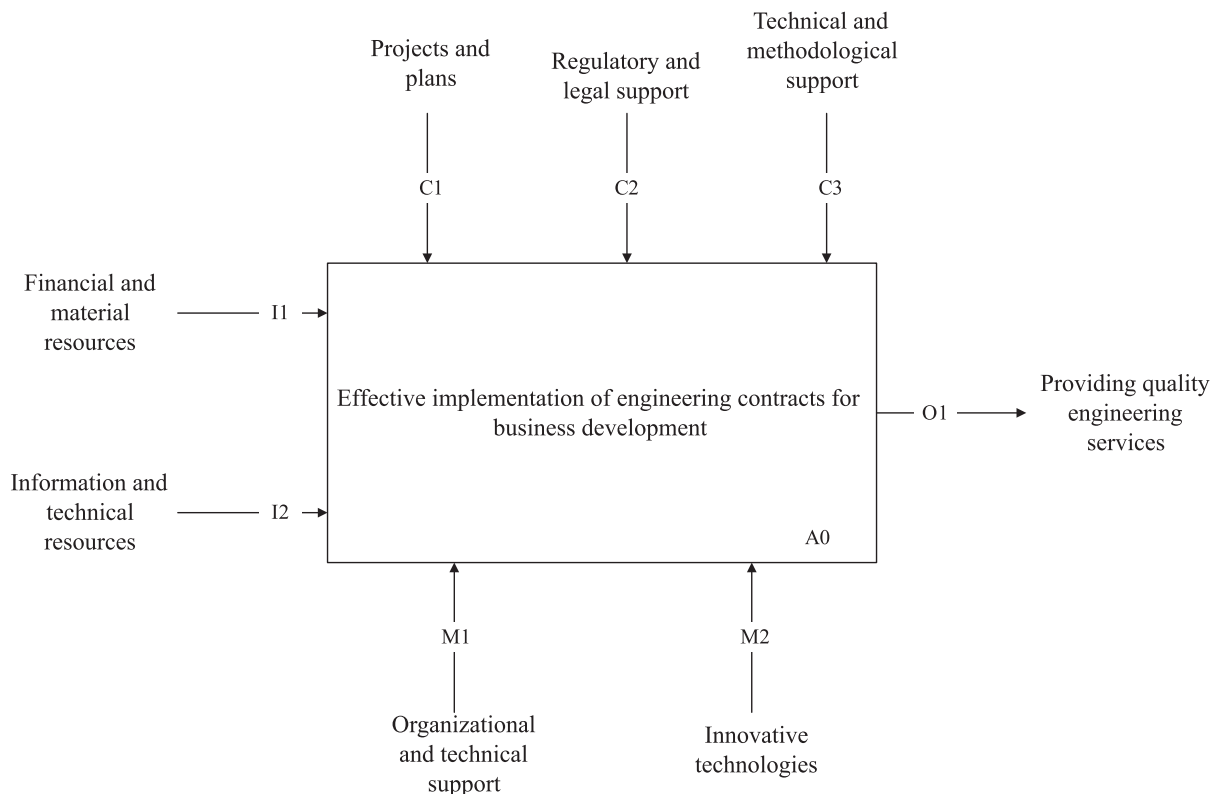 Projects and
plans
Regulatory and
legal support
Technical and
methodological
support
C1
C2
C3
Financial and
material
resources
I1
Effective implementation of engineering contracts for
business development
O1
Providing quality
engineering
services
Information and
technical
resources
I2
A0
M1
M2
Organizational
and technical
support
Innovative
technologies